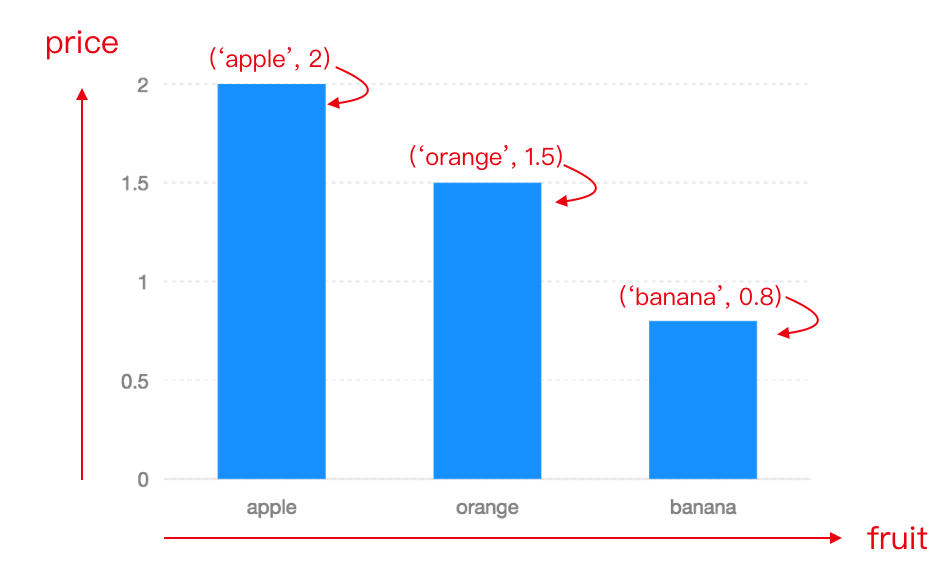 price
(‘apple’, 2)
2
(‘orange’, 1.5)
1.5
1
(‘banana’, 0.8)
0.5
0
apple
orange
banana
fruit